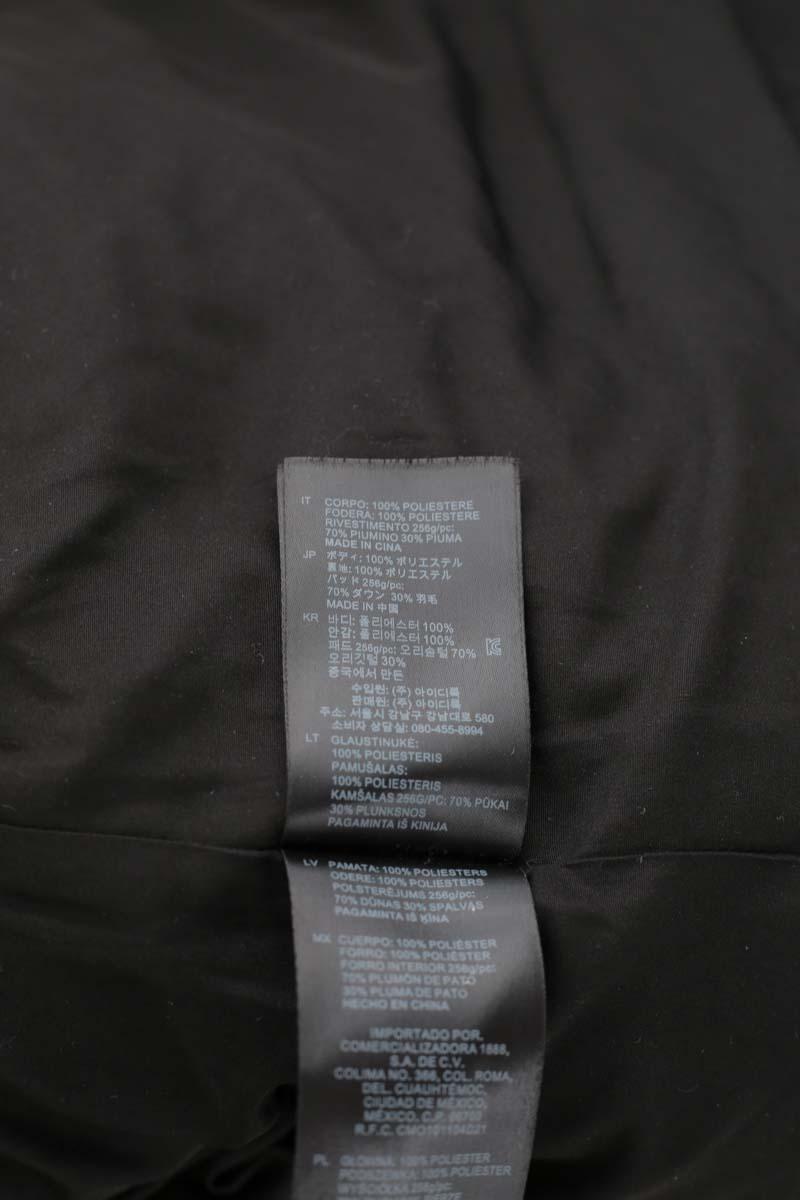 IT CORPO: 100% POLIESTERE
FODERA: 100% POLIESTERE
RIVESTIMENTO 256g/pc:
70% PIUMINO 30% PIUMA
MADE IN CINA
JP ボディ: 100% ポリエステル
裏地: 100% ポリエステル
パッド 256g/pc:
70% ダウン 30% 羽毛
MADE IN 中国
KR 바디: 폴리에스터 100%
안감: 폴리에스터 100%
패드 256g/pc: 오리솜털 70%
오리깃털 30%
중국에서 만든
수입원: (주) 아이디룩
판매원: (주) 아이디룩
주소: 서울시 강남구 강남대로 580
소비자 상담실: 080-455-8994
LT GLAUSTINUKĖ:
100% POLIESTERIS
PAMUŠALAS:
100% POLIESTERIS
KAMŠALAS 256G/PC: 70% PŪKAI
30% PLUNKSNOS
PAGAMINTA IŠ KINIJA
LV PAMATA: 100% POLIESTERS
ODERE: 100% POLIESTERS
POLSTERĒJUMS 256g/pc:
70% DŪNAS 30% SPALVAS
PAGAMINTA IŠ ĶĪNA
MX CUERPO: 100% POLIÉSTER
FORRO: 100% POLIÉSTER
FORRO INTERIOR 256g/pc:
70% PLUMÓN DE PATO
30% PLUMA DE PATO
HECHO EN CHINA
IMPORTADO POR.
COMERCIALIZADORA 1888,
S.A. DE C.V.
COLIMA NO. 366, COL. ROMA,
DEL. CUAUHTÉMOC,
CIUDAD DE MÉXICO,
MÉXICO. C.P. 06700
R.F.C. CMO101104D21
PL GŁÓWNA: 100% POLIESTER
PODSZEWKA: 256g/pc: